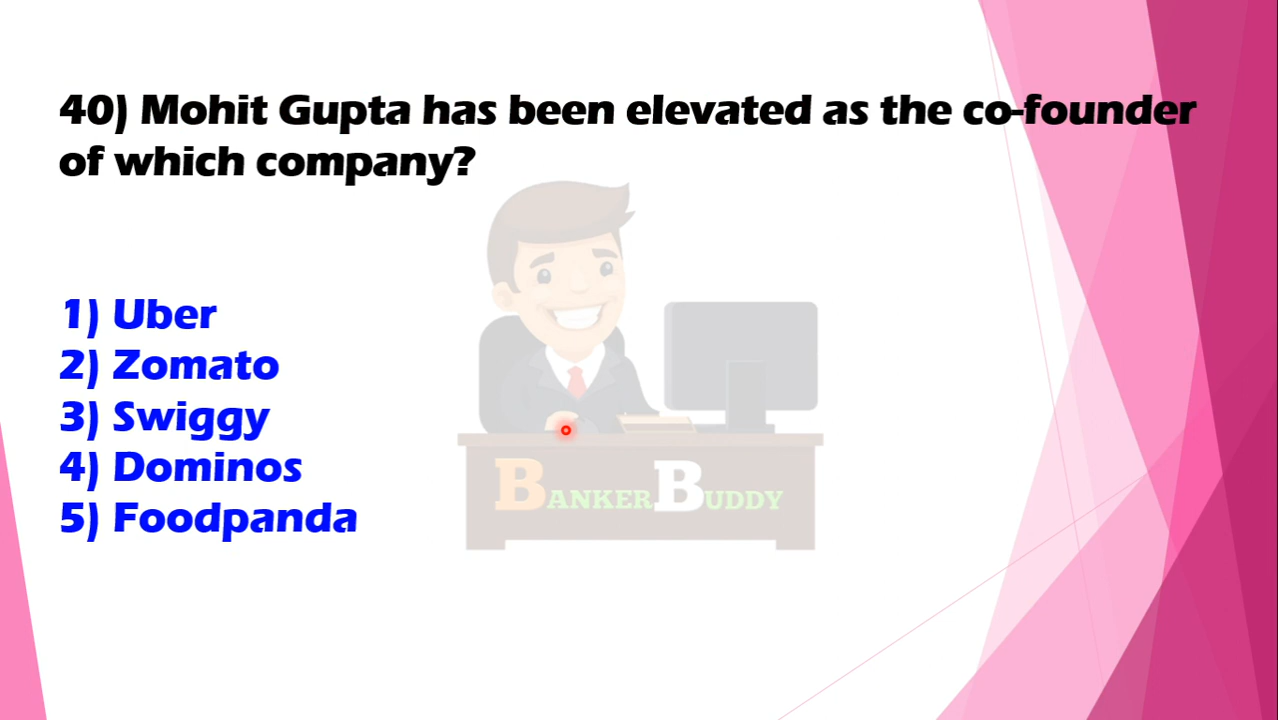 40) Mohit Gupta has been elevated as the co-founder
of which company?
1) Uber
2) Zomato
3) Swiggy
4) Dominos
5) Foodpanda
BANKERBUDDY